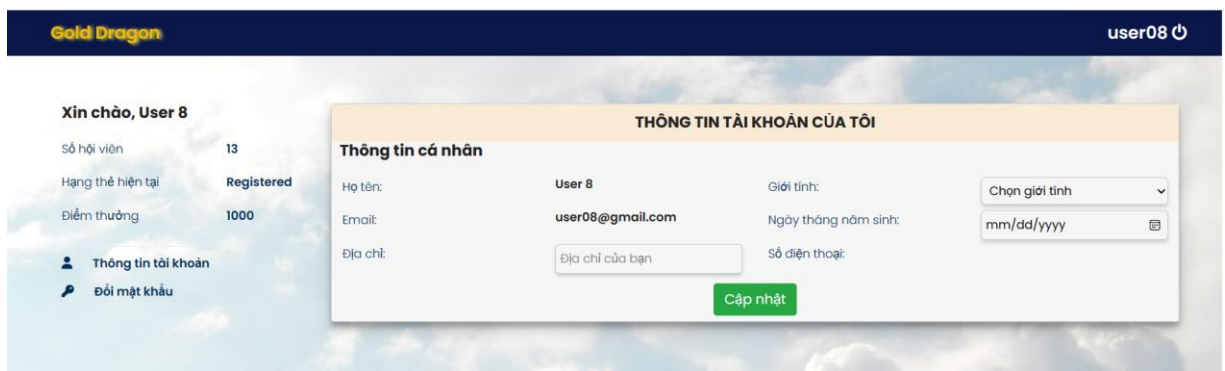 Gold Dragon
user08
Xin chào, User 8
Số hội viên 13
Hạng thẻ hiện tại Registered
Điểm thưởng 1000
Thông tin tài khoản
Đổi mật khẩu
THÔNG TIN TÀI KHOẢN CỦA TÔI
Thông tin cá nhân
Họ tên: User 8 Giới tính: Chọn giới tính
Email: user08@gmail.com Ngày tháng năm sinh: mm/dd/yyyy
Địa chỉ: Địa chỉ của bạn Số điện thoại:
Cập nhật